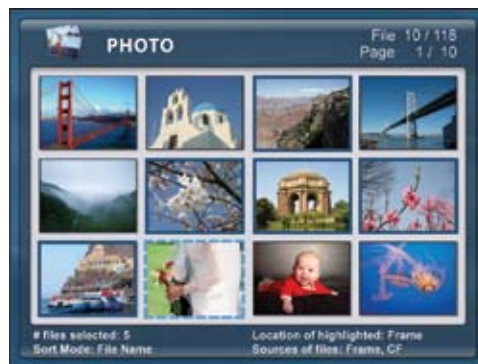 PHOTO
File 10 / 118
Page 1 / 10
# files selected: 5
Location of highlighted: Frame
Sort Mode: File Name
Sources of files: Frame, CF